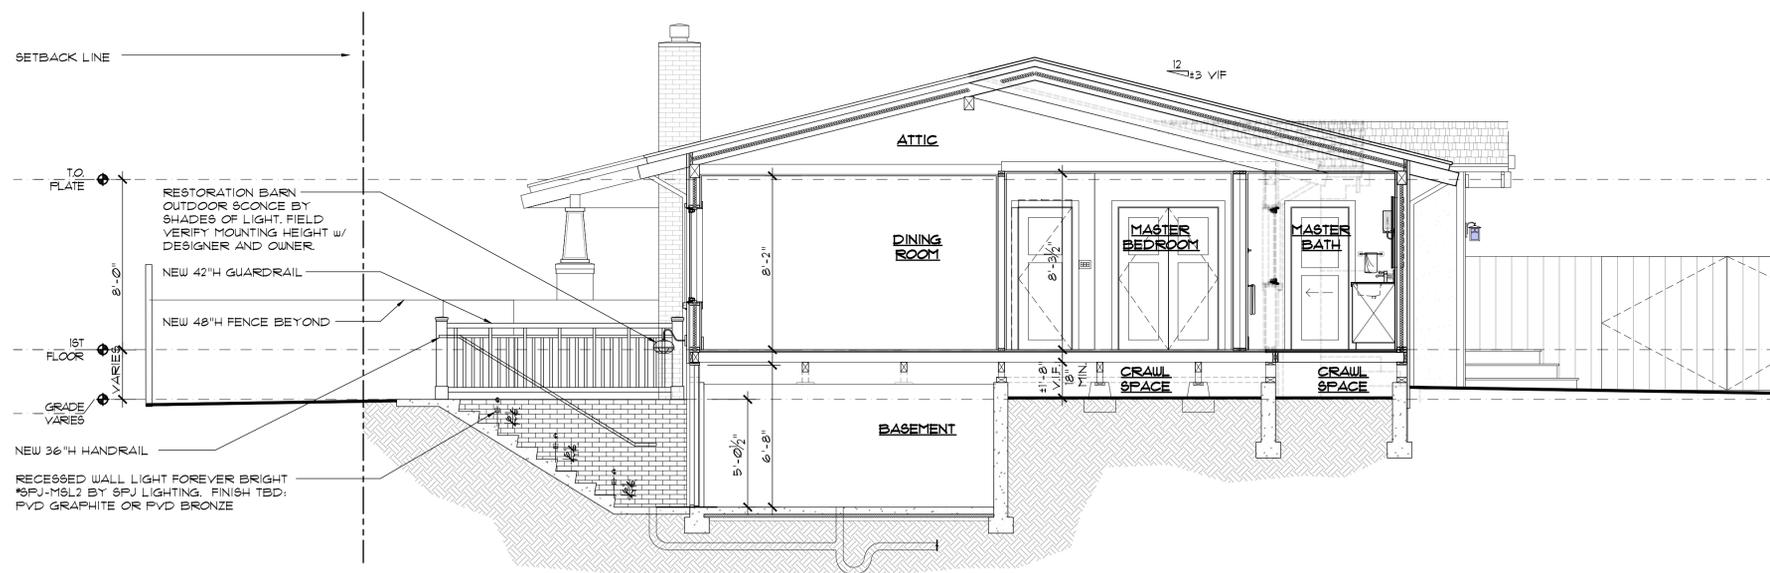 SETBACK LINE
12
±3 VIF
ATTIC
T.O.
PLATE
RESTORATION BARN
OUTDOOR SCONCE BY
SHADES OF LIGHT. FIELD
VERIFY MOUNTING HEIGHT W/
DESIGNER AND OWNER.
8'-0"
NEW 42"H GUARDRAIL
NEW 48"H FENCE BEYOND
8'-2"
DINING
ROOM
8'-3½"
MASTER
BEDROOM
MASTER
BATH
1ST
FLOOR
VARIES
GRADE
VARIES
±1'-8"
V.I.F.
18"
MIN.
CRAWL
SPACE
CRAWL
SPACE
NEW 36"H HANDRAIL
RECESSED WALL LIGHT FOREVER BRIGHT
#SPJ-MSL2 BY SPJ LIGHTING. FINISH TBD:
PVD GRAPHITE OR PVD BRONZE
5'-0½"
6'-8"
BASEMENT